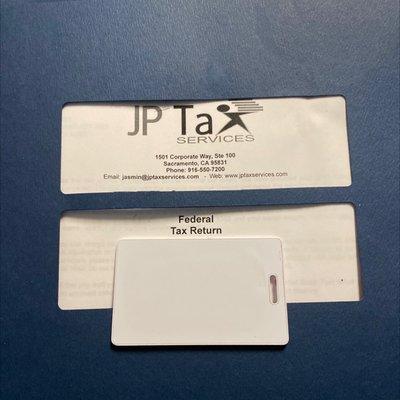 JP Tax
SERVICES
1501 Corporate Way, Ste 100
Sacramento, CA 95831
Phone: 916-550-7200
Email: jasmin@jptaxservices.com - Web: www.jptaxservices.com
Federal
Tax Return